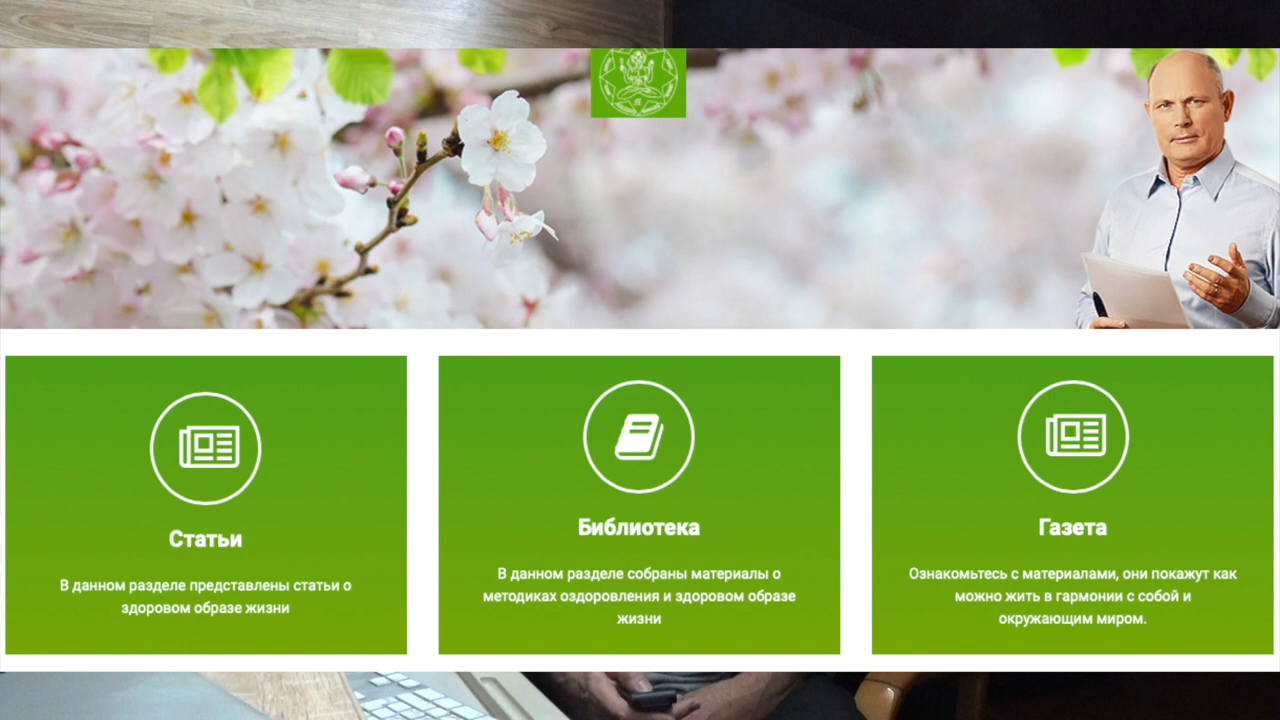 Статьи
В данном разделе представлены статьи о
здоровом образе жизни
Библиотека
В данном разделе собраны материалы о
методиках оздоровления и здоровом образе
жизни
Газета
Ознакомьтесь с материалами, они покажут как
можно жить в гармонии с собой и
окружающим миром.